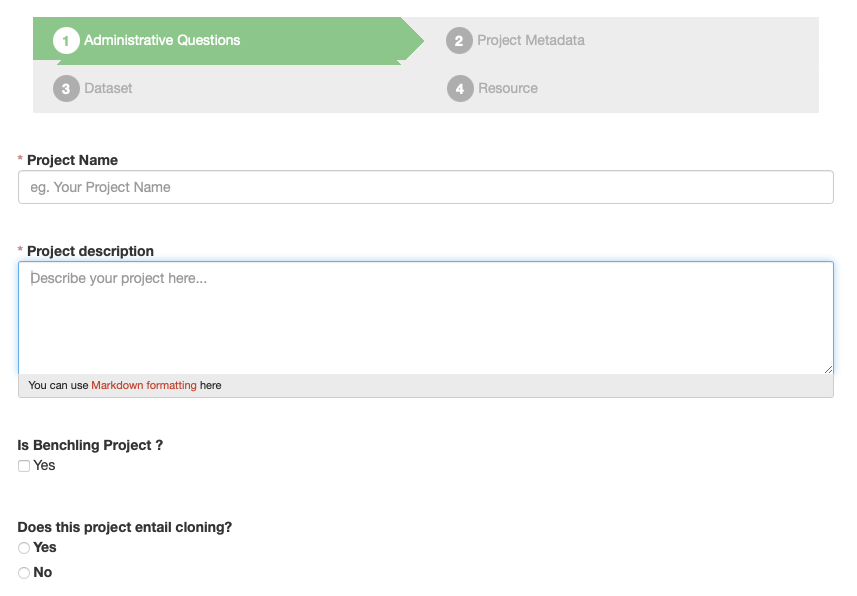 1 Administrative Questions
2 Project Metadata
3 Dataset
4 Resource
* Project Name
eg. Your Project Name
* Project description
Describe your project here...
You can use Markdown formatting here
Is Benchling Project ?
Yes
Does this project entail cloning?
Yes
No